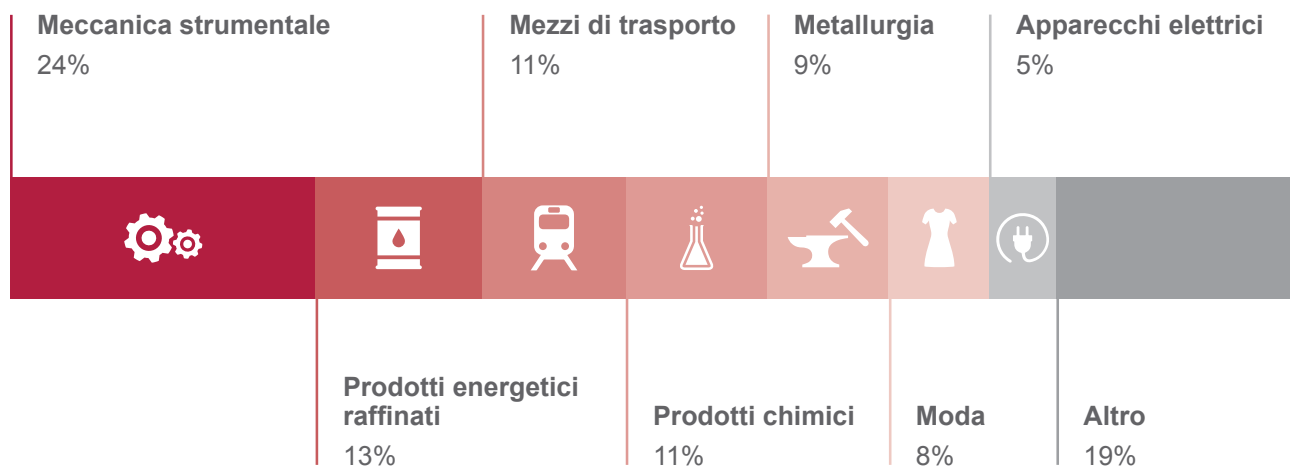 Meccanica strumentale
24%
Mezzi di trasporto
11%
Metallurgia
9%
Apparecchi elettrici
5%
Prodotti energetici
raffinati
13%
Prodotti chimici
11%
Moda
8%
Altro
19%